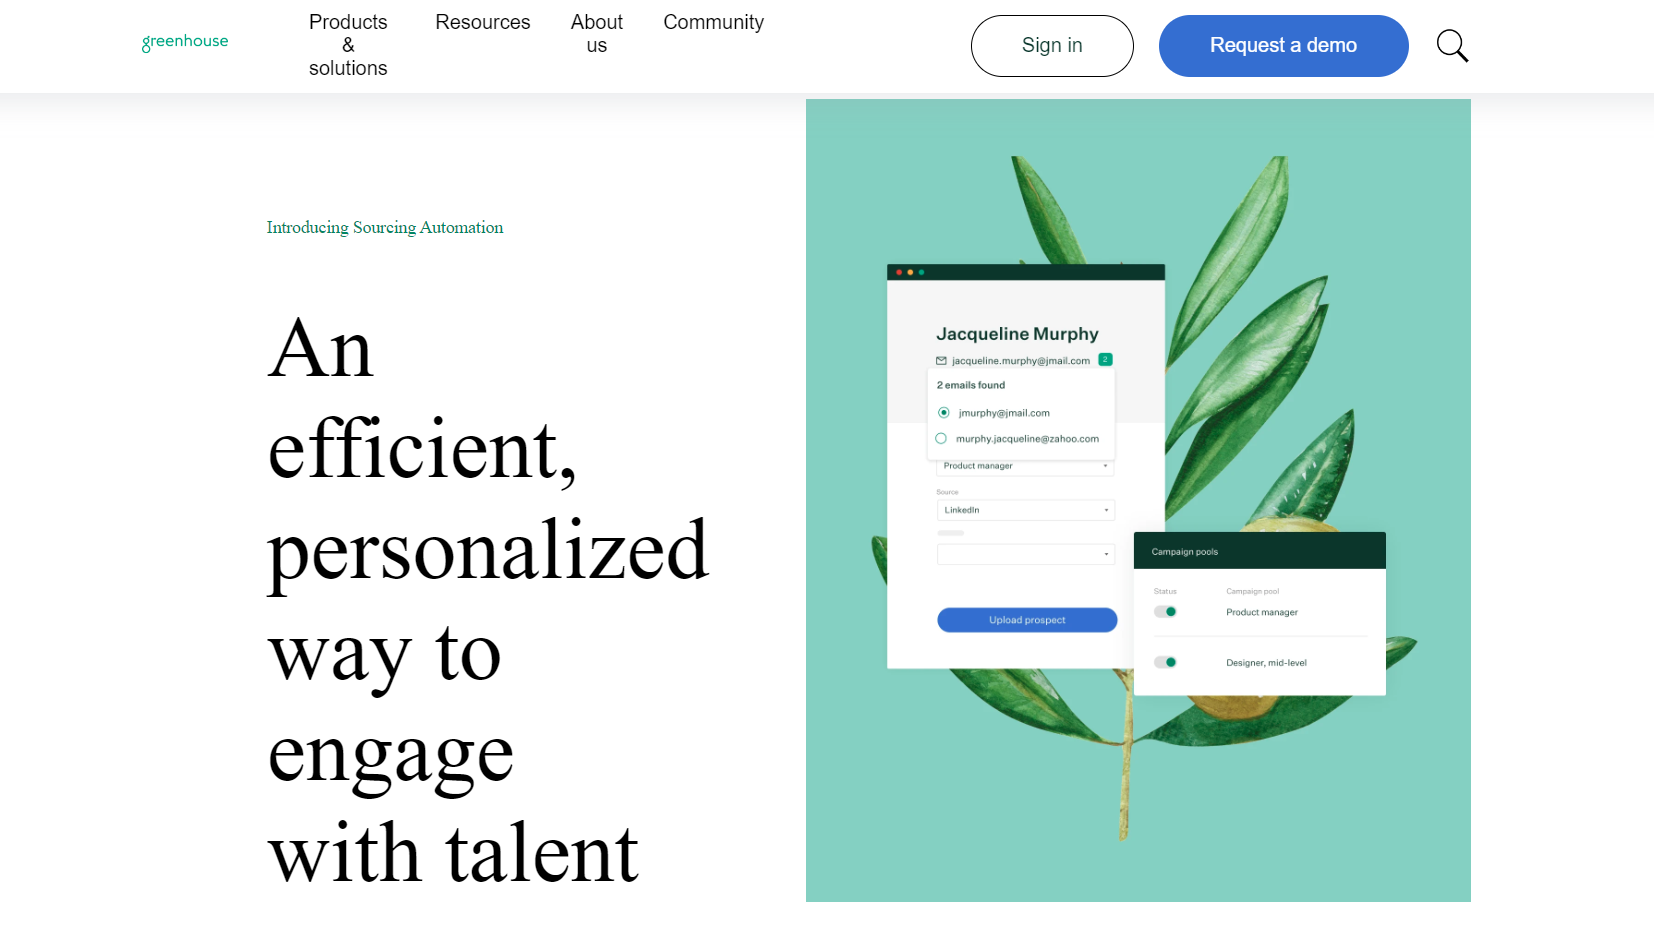 greenhouse
Products
&
solutions
Resources
About
us
Community
Sign in
Request a demo
Introducing Sourcing Automation
An
efficient,
personalized
way to
engage
with talent
Jacqueline Murphy
jacqueline.murphy@jmail.com 2
2 emails found
jmurphy@jmail.com
murphy.jacqueline@zahoo.com
Product manager
Source
LinkedIn
Upload prospect
Campaign pools
Status Campaign pool
Product manager
Designer, mid-level